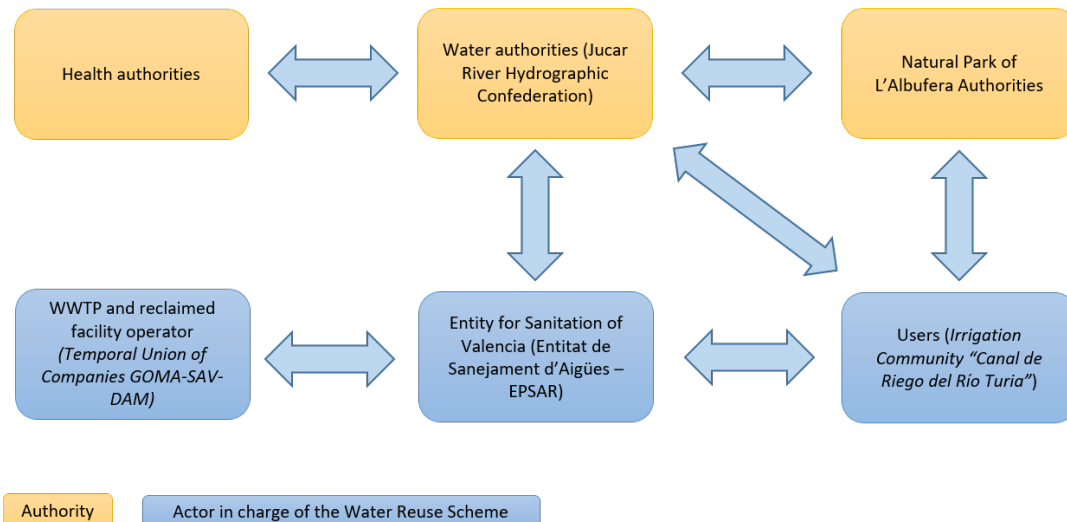 Health authorities
Water authorities (Jucar
River Hydrographic
Confederation)
Natural Park of
L’Albufera Authorities
WWTP and reclaimed
facility operator
(Temporal Union of
Companies GOMA-SAV-
DAM)
Entity for Sanitation of
Valencia (Entitat de
Sanejament d’Aigües –
EPSAR)
Users (Irrigation
Community “Canal de
Riego del Río Turia”)
Authority
Actor in charge of the Water Reuse Scheme